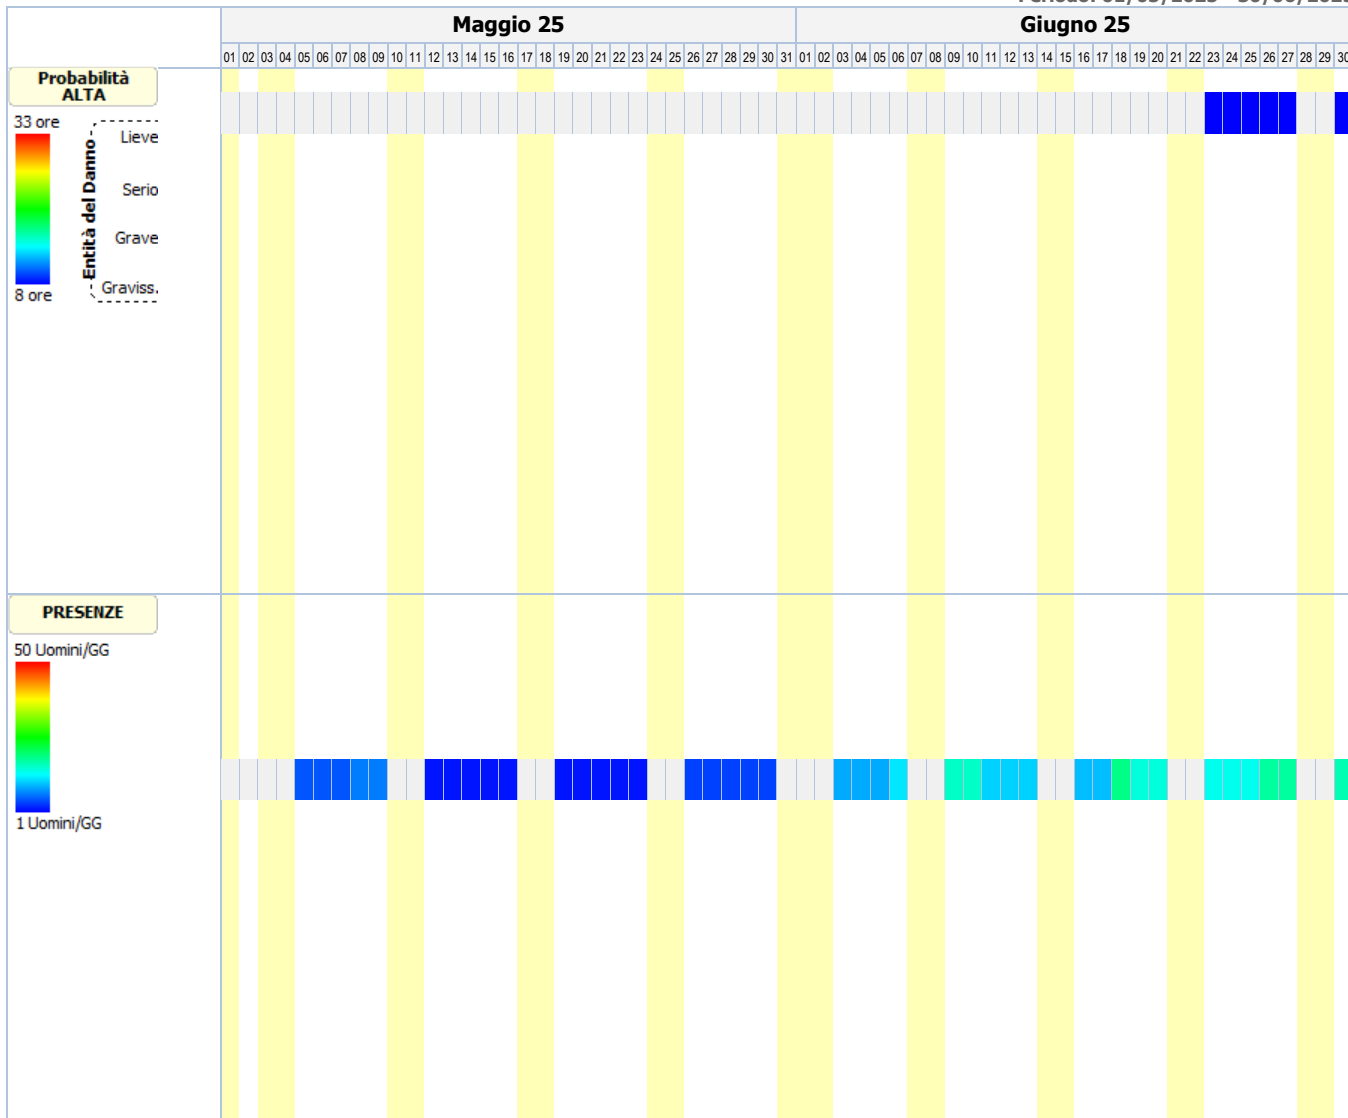 Maggio 25 Giugno 25
01 02 03 04 05 06 07 08 09 10 11 12 13 14 15 16 17 18 19 20 21 22 23 24 25 26 27 28 29 30 31 01 02 03 04 05 06 07 08 09 10 11 12 13 14 15 16 17 18 19 20 21 22 23 24 25 26 27 28 29 30
Probabilità
ALTA
33 ore
Entità del Danno
Lieve
Serio
Grave
Graviss.
8 ore
PRESENZE
50 Uomini/GG
1 Uomini/GG